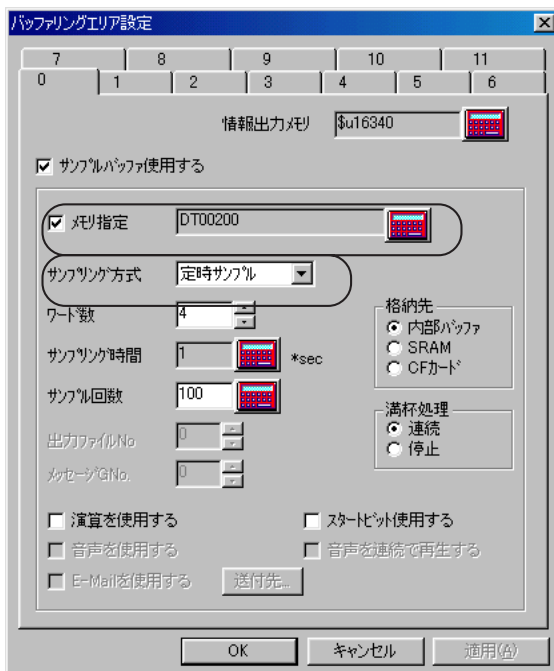 バッファリングエリア設定
7 8 9 10 11
0 1 2 3 4 5 6
情報出力メモリ $u16340
サンプルバッファ使用する
メモリ指定 DT00200
サンプリング方式 定時サンプル
ワード数 4
サンプリング時間 1 *sec
サンプル回数 100
出力ファイルNo 0
メッセージGNo. 0
格納先
内部バッファ
SRAM
CFカード
満杯処理
連続
停止
演算を使用する スタートビット使用する
音声を使用する 音声を連続で再生する
E-Mailを使用する 送付先...
OK キャンセル 適用(A)